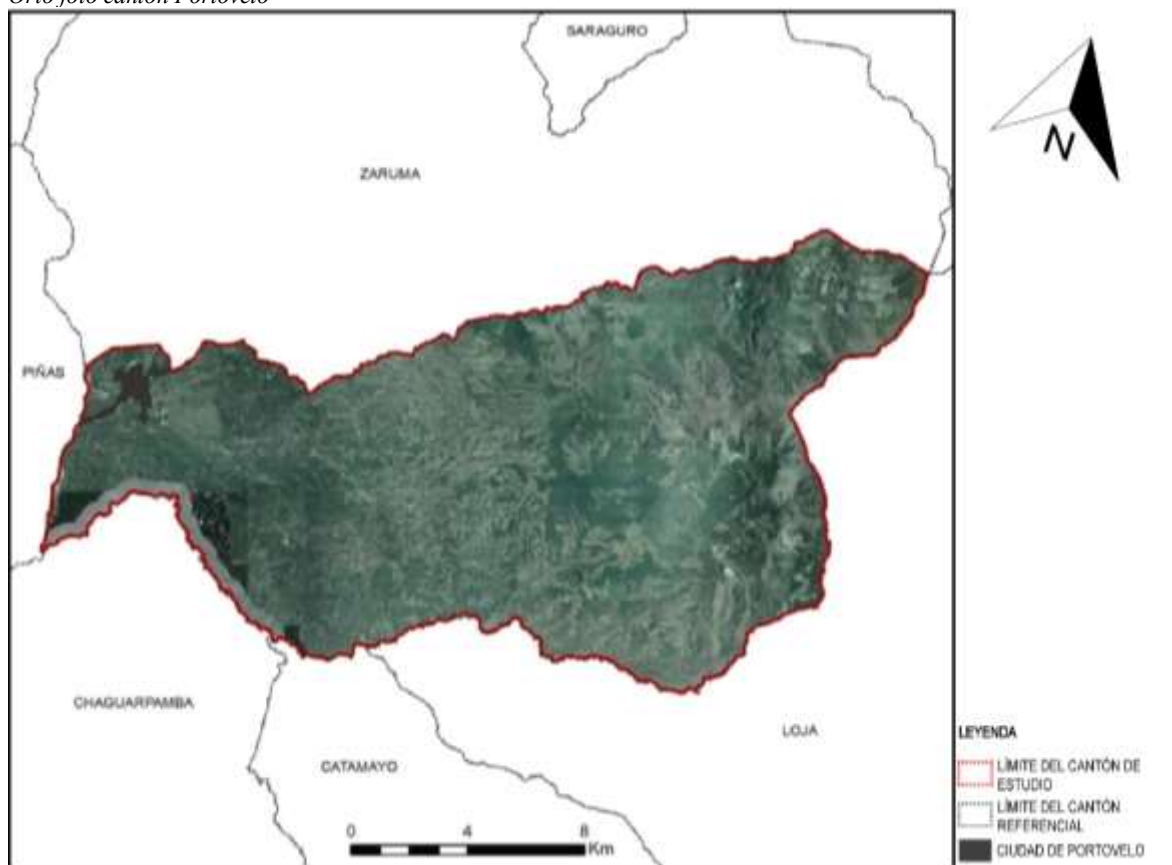 Orto foto cantón Portovelo
SARAGURO
N
ZARUMA
PIÑAS
CHAGUARPAMBA
CATAMAYO
LOJA
0 4 8
Km
LEYENDA
LÍMITE DEL CANTÓN DE
ESTUDIO
LÍMITE DEL CANTÓN
REFERENCIAL
CIUDAD DE PORTOVELO